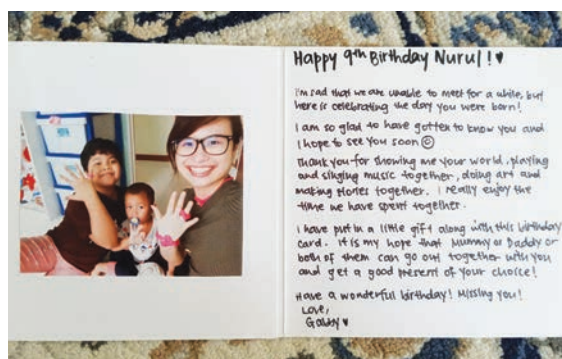 Happy 9th Birthday Nurul! ♥
I'm sad that we are unable to meet for a while, but
here is celebrating the day you were born!
I am so glad to have gotten to know you and
I hope to see you soon ☺
Thank you for showing me your world, playing
and singing music together, doing art and
making stories together. I really enjoy the
time we have spent together.
I have put in a little gift along with this birthday
card. It is my hope that Mummy or Daddy or
both of them can go out together with you
and get a good present of your choice!
Have a wonderful birthday! Missing you!
Love,
Gabby ♥